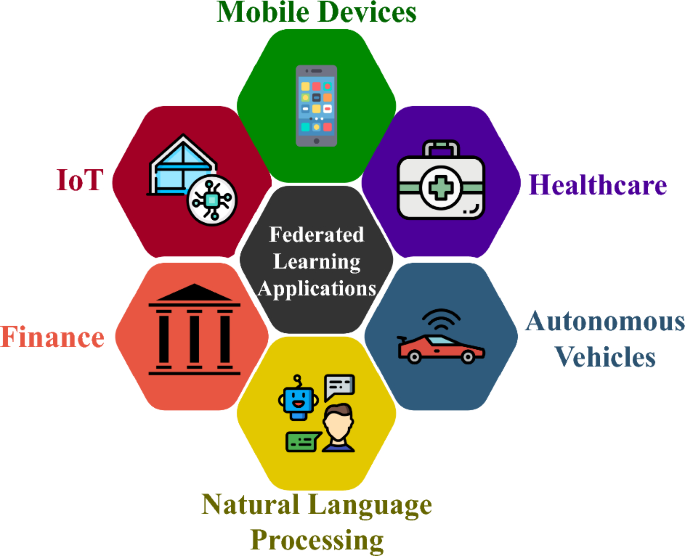 Mobile Devices
IoT
Healthcare
Federated
Learning
Applications
Finance
Autonomous
Vehicles
Natural Language
Processing